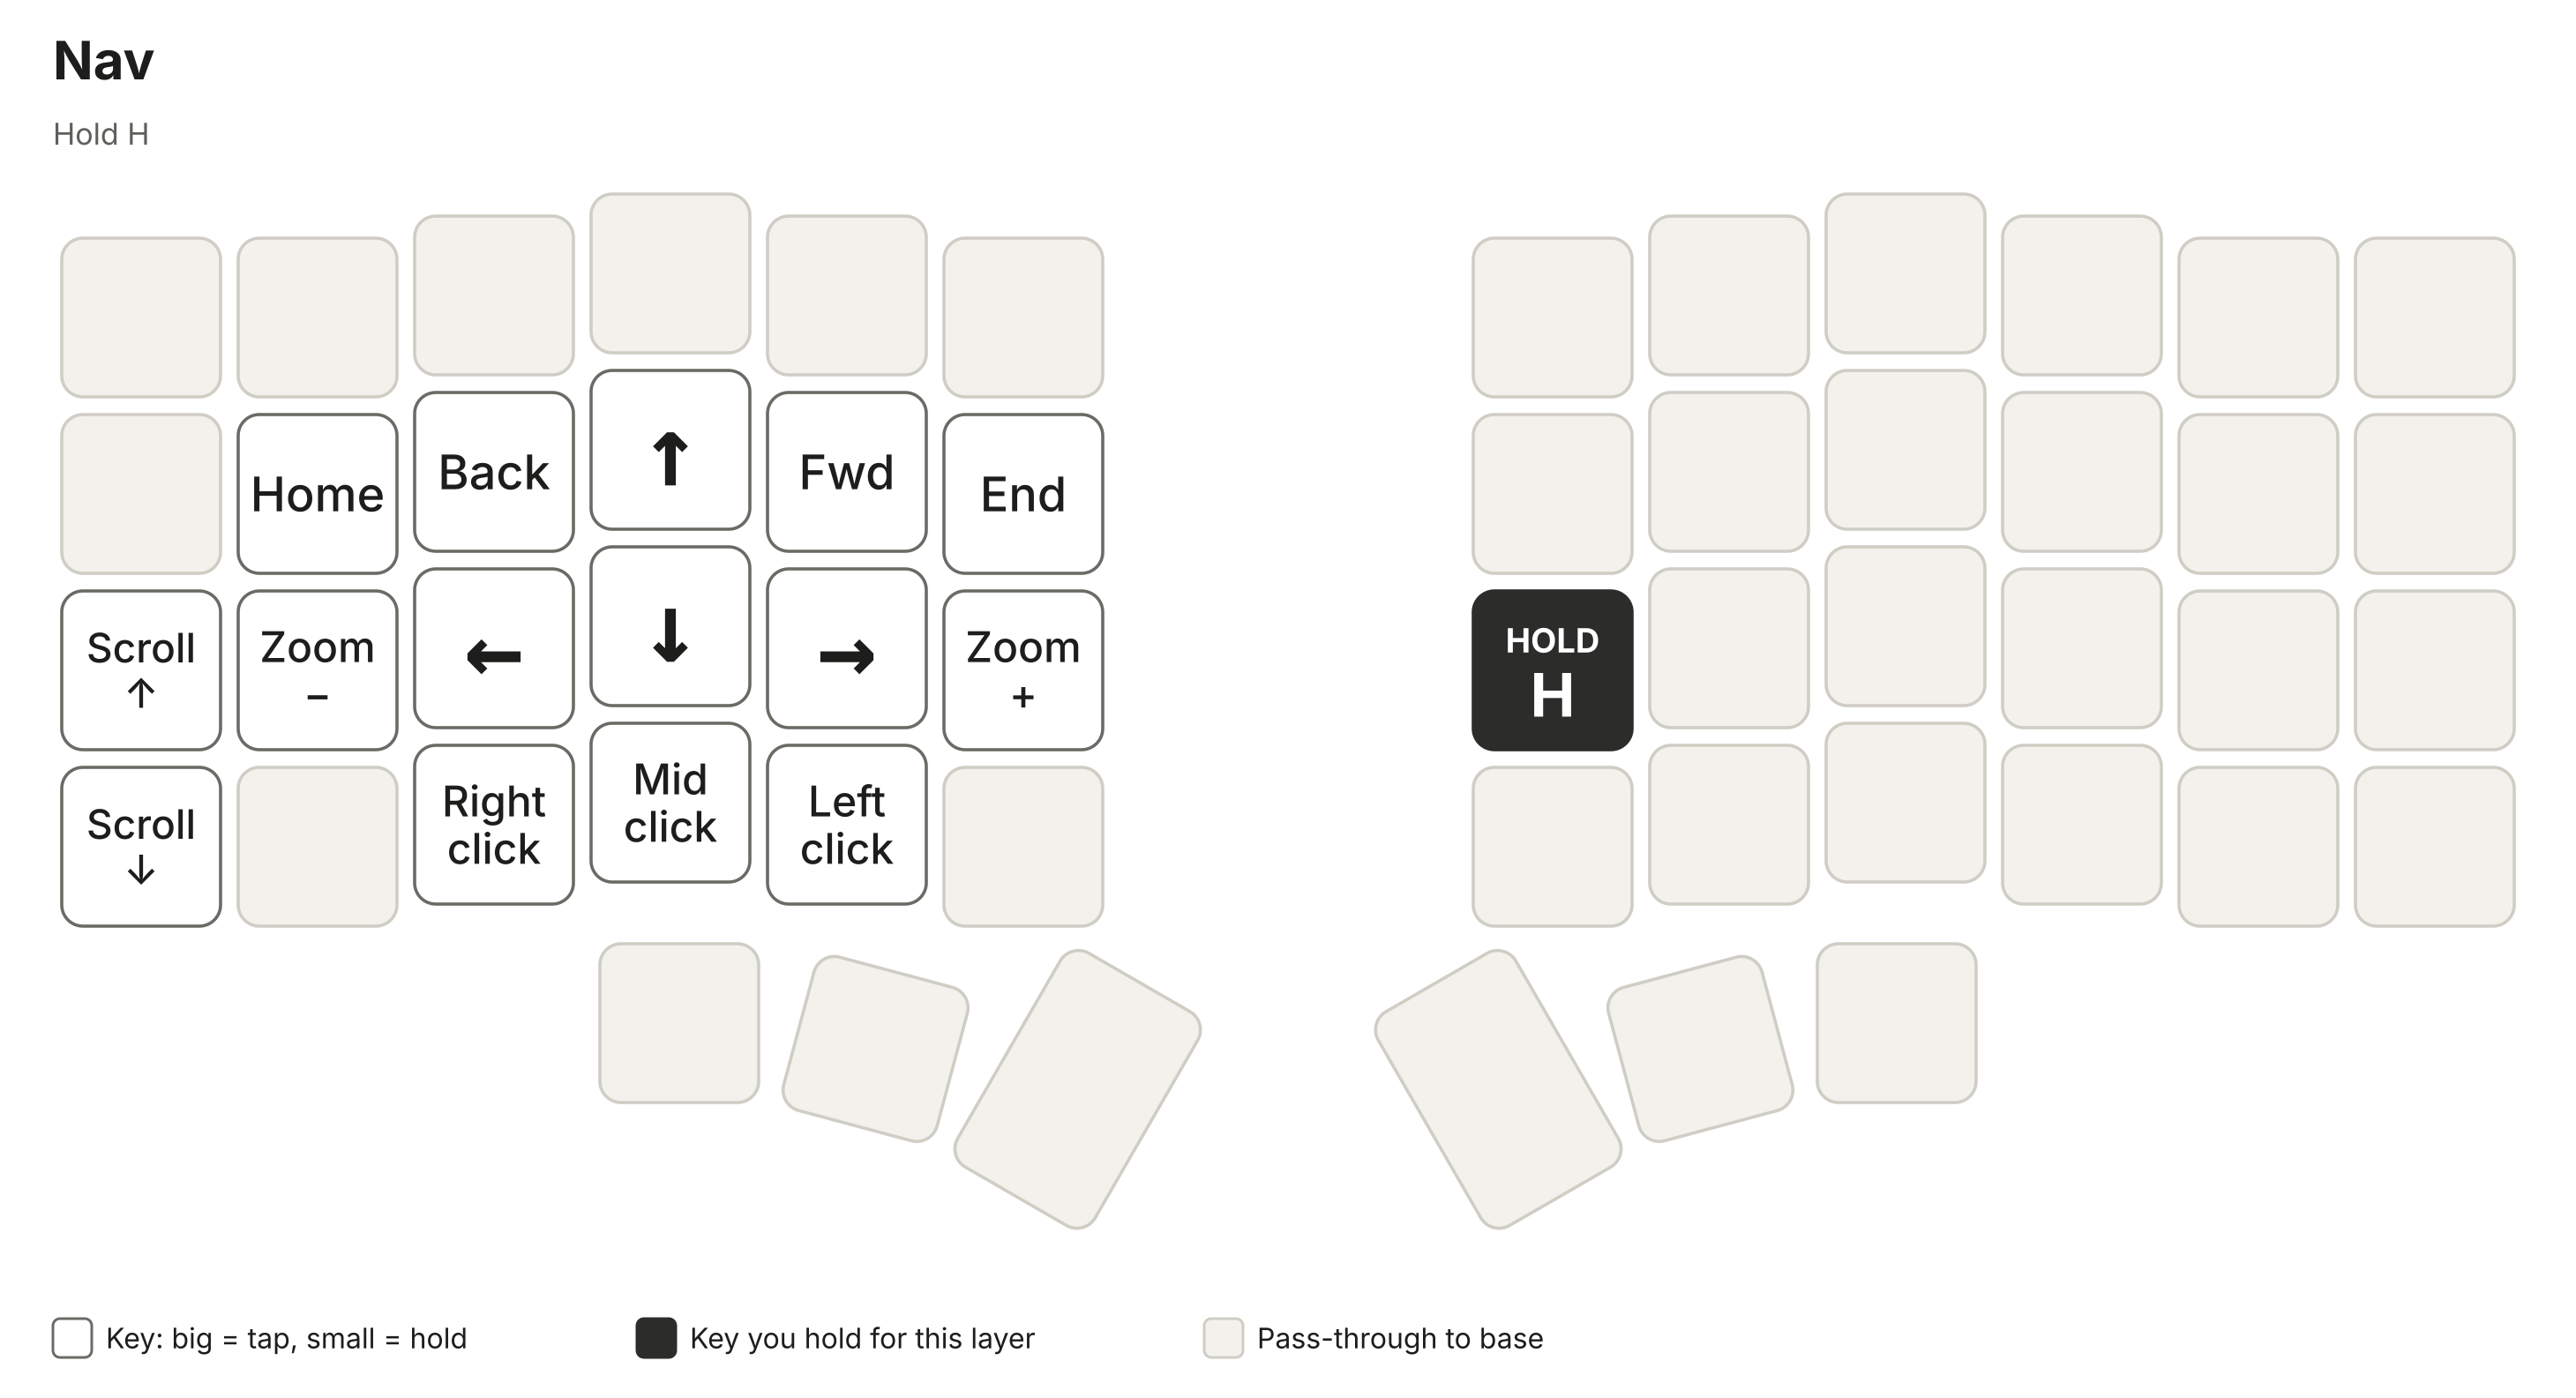 Nav
Hold H
↑
Home
Back
Fwd
End
Scroll
↑
Zoom
−
←
↓
→
Zoom
+
HOLD
H
Scroll
↓
Right
click
Mid
click
Left
click
Key: big = tap, small = hold
Key you hold for this layer
Pass-through to base